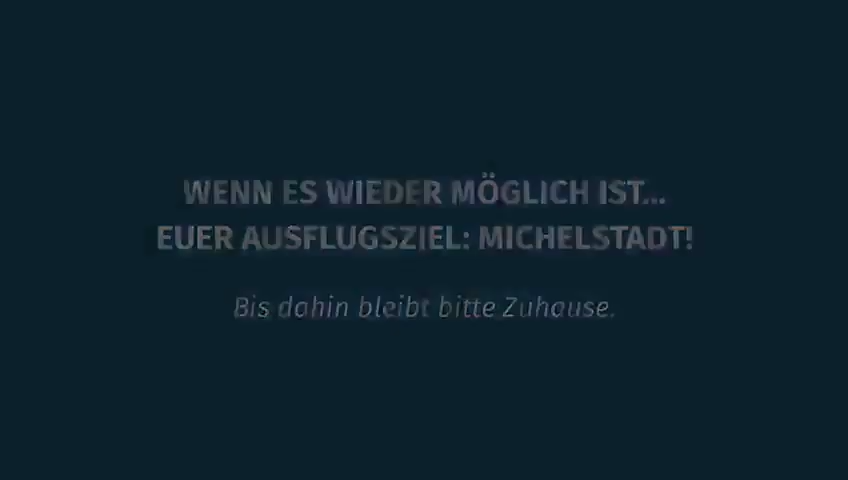 WENN ES WIEDER MÖGLICH IST...
EUER AUSFLUGSZIEL: MICHELSTADT!
Bis dahin bleibt bitte Zuhause.